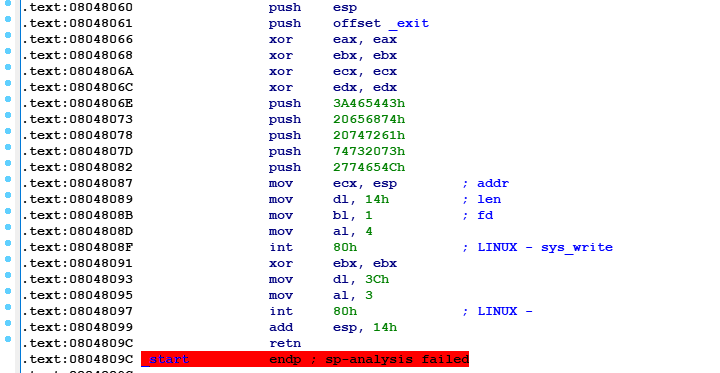 .text:08048060 push esp
.text:08048061 push offset _exit
.text:08048066 xor eax, eax
.text:08048068 xor ebx, ebx
.text:0804806A xor ecx, ecx
.text:0804806C xor edx, edx
.text:0804806E push 3A465443h
.text:08048073 push 20656874h
.text:08048078 push 20747261h
.text:0804807D push 74732073h
.text:08048082 push 2774654Ch
.text:08048087 mov ecx, esp ; addr
.text:08048089 mov dl, 14h ; len
.text:0804808B mov bl, 1 ; fd
.text:0804808D mov al, 4
.text:0804808F int 80h ; LINUX - sys_write
.text:08048091 xor ebx, ebx
.text:08048093 mov dl, 3Ch
.text:08048095 mov al, 3
.text:08048097 int 80h ; LINUX -
.text:08048099 add esp, 14h
.text:0804809C retn
.text:0804809C _start endp ; sp-analysis failed